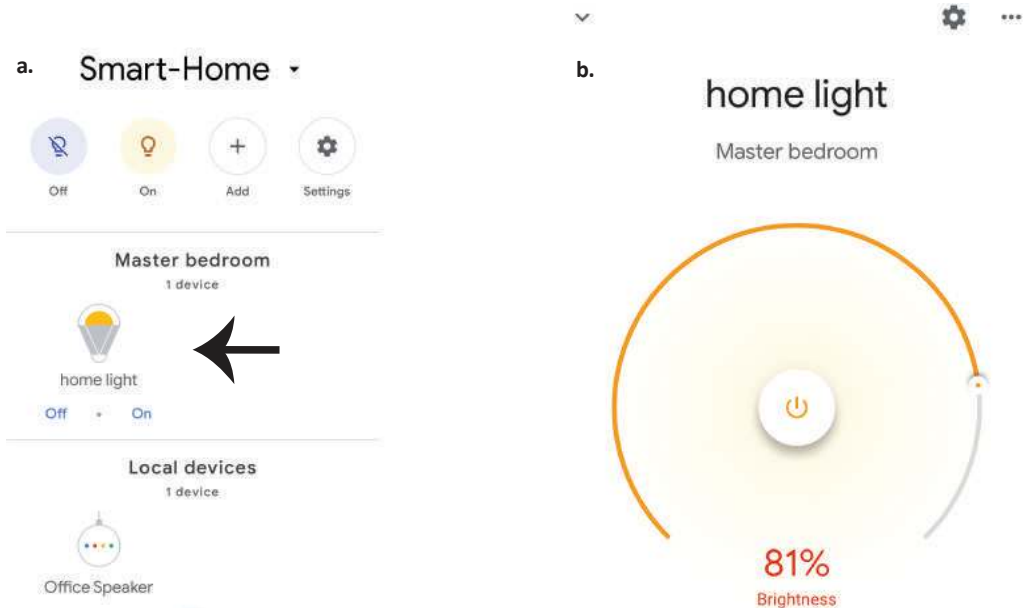 a.
Smart-Home
Off
On
Add
Settings
Master bedroom
1 device
home light
Off • On
Local devices
1 device
Office Speaker
b.
home light
Master bedroom
81%
Brightness